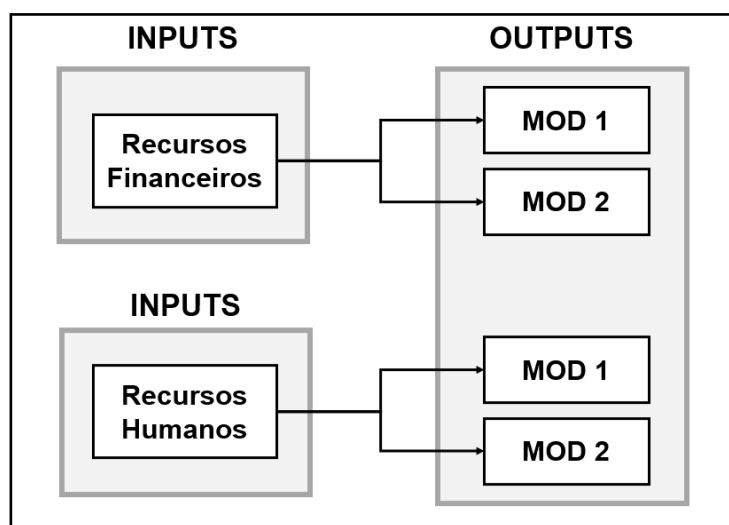 INPUTS
OUTPUTS
Recursos
Financeiros
MOD 1
MOD 2
INPUTS
Recursos
Humanos
MOD 1
MOD 2